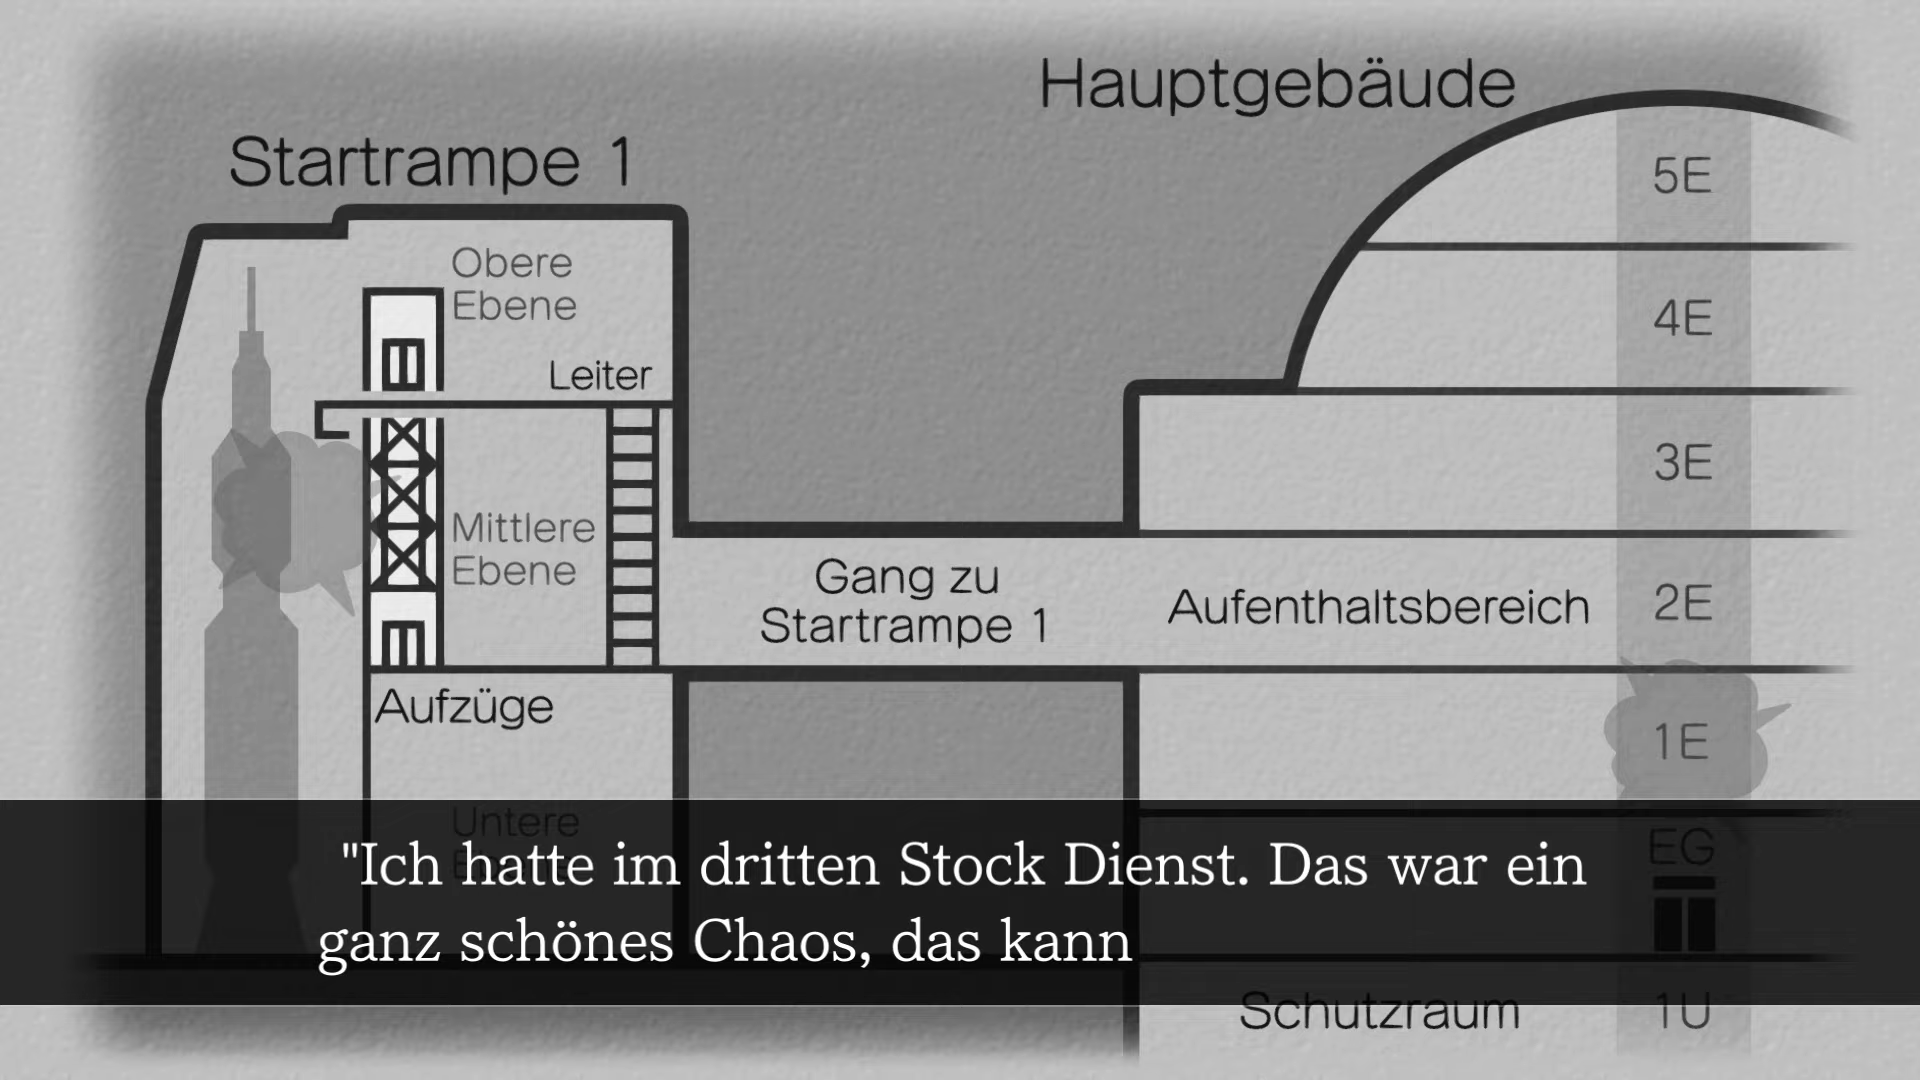 Hauptgebäude
Startrampe 1
5E
Obere
Ebene
4E
Leiter
3E
Mittlere
Ebene
Gang zu
Startrampe 1
Aufenthaltsbereich
2E
Aufzüge
1E
Untere
Ebene
EG
"Ich hatte im dritten Stock Dienst. Das war ein
ganz schönes Chaos, das kann
Schutzraum
1U